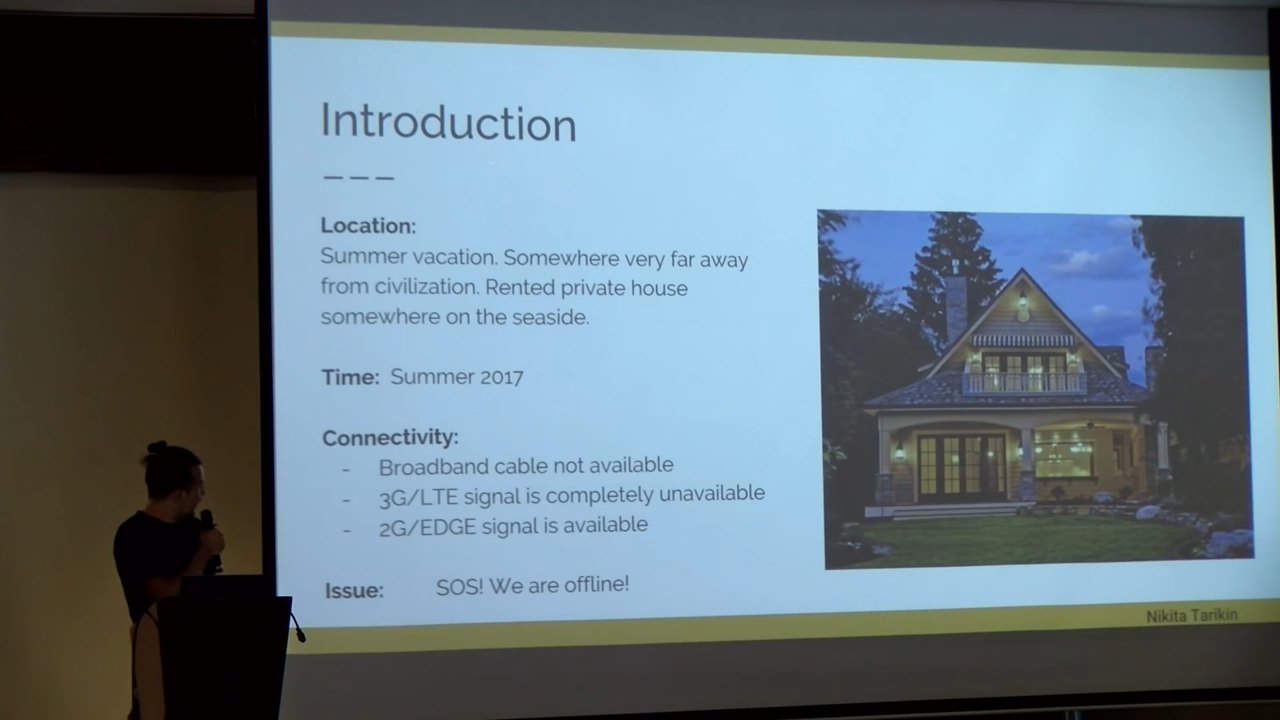 Introduction
———
Location:
Summer vacation. Somewhere very far away
from civilization. Rented private house
somewhere on the seaside.
Time: Summer 2017
Connectivity:
- Broadband cable not available
- 3G/LTE signal is completely unavailable
- 2G/EDGE signal is available
Issue: SOS! We are offline!
Nikita Tarikin